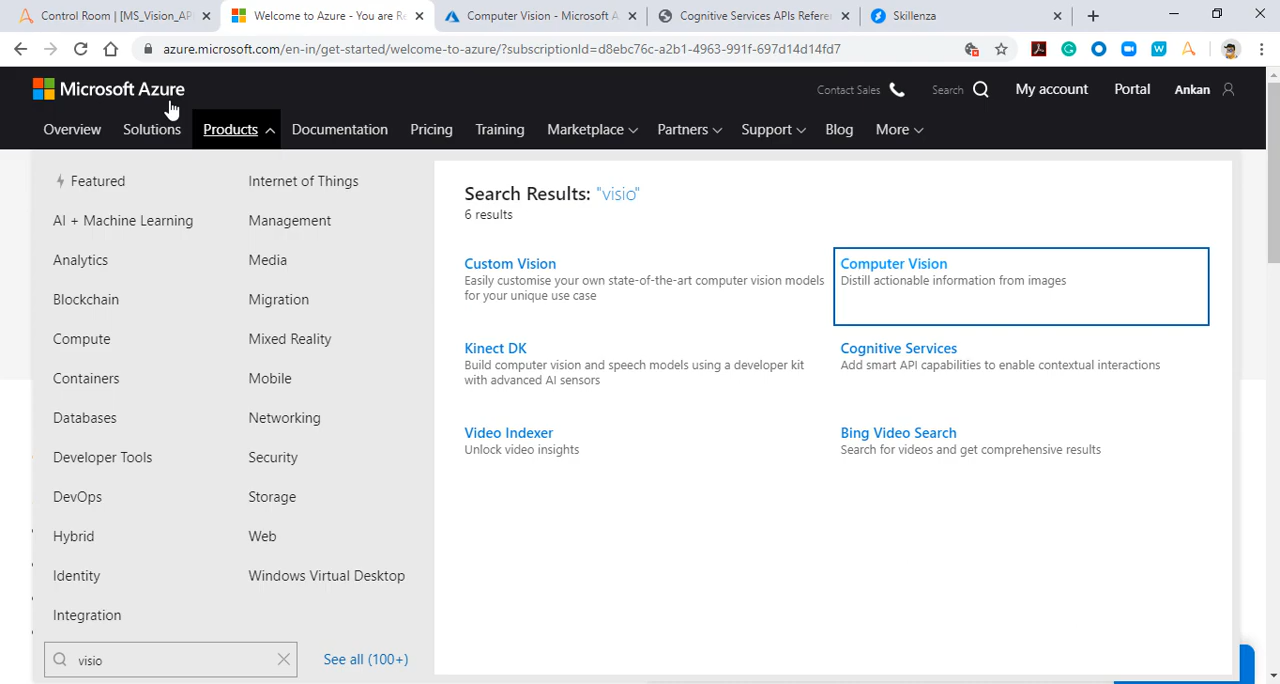 Control Room | [MS_Vision_AP
Welcome to Azure - You are Re
Computer Vision - Microsoft A
Cognitive Services APIs Refere
Skillenza
azure.microsoft.com/en-in/get-started/welcome-to-azure/?subscriptionId=d8ebc76c-a2b1-4963-991f-697d14d14fd7
Microsoft Azure
Contact Sales
Search
My account
Portal
Ankan
Overview
Solutions
Products
Documentation
Pricing
Training
Marketplace
Partners
Support
Blog
More
Featured
AI + Machine Learning
Analytics
Blockchain
Compute
Containers
Databases
Developer Tools
DevOps
Hybrid
Identity
Integration
Internet of Things
Management
Media
Migration
Mixed Reality
Mobile
Networking
Security
Storage
Web
Windows Virtual Desktop
visio
See all (100+)
Search Results: "visio"
6 results
Custom Vision
Easily customise your own state-of-the-art computer vision models
for your unique use case
Computer Vision
Distill actionable information from images
Kinect DK
Build computer vision and speech models using a developer kit
with advanced AI sensors
Cognitive Services
Add smart API capabilities to enable contextual interactions
Video Indexer
Unlock video insights
Bing Video Search
Search for videos and get comprehensive results